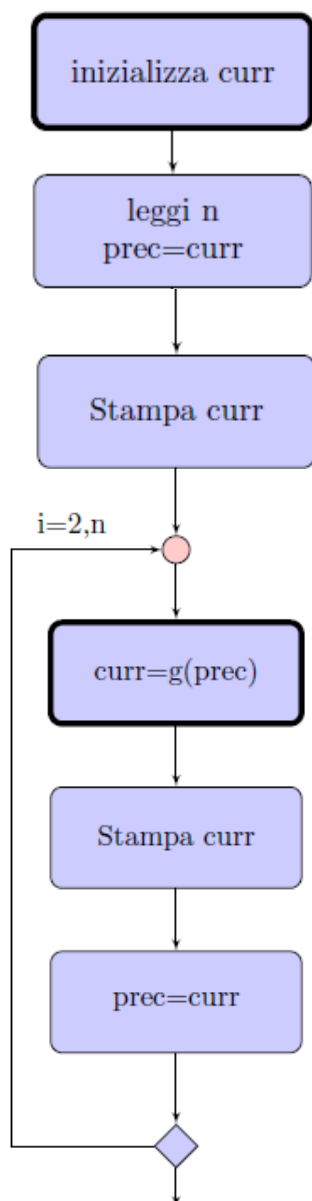 inizializza curr
leggi n
prec=curr
Stampa curr
i=2,n
curr=g(prec)
Stampa curr
prec=curr